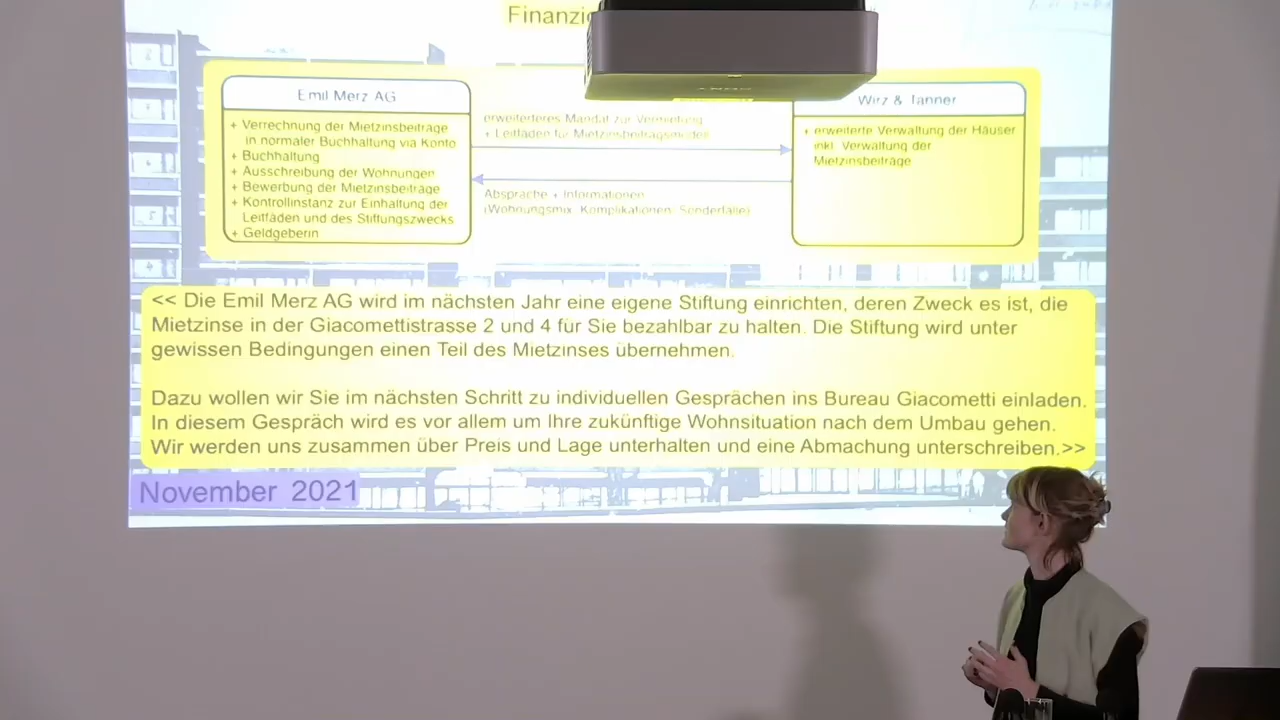 Emil Merz AG
+ Verrechnung der Mietzinsbeiträge
in normaler Buchhaltung via Konto
+ Buchhaltung
+ Ausschreibung der Wohnungen
+ Bewerbung der Mietzinsbeiträge
+ Kontrollinstanz zur Einhaltung der
Leitfäden und des Stiftungszwecks
+ Geldgeberin
erweiterteres Mandat zur Vermietung
+ Leitfäden für Mietzinsbeitragsmodell
Absprache + Informationen
(Wohnungsmix, Komplikationen, Sonderfälle)
Wirz & Tanner
+ erweiterte Verwaltung der Häuser
inkl. Verwaltung der
Mietzinsbeiträge
<< Die Emil Merz AG wird im nächsten Jahr eine eigene Stiftung einrichten, deren Zweck es ist, die
Mietzinse in der Giacomettistrasse 2 und 4 für Sie bezahlbar zu halten. Die Stiftung wird unter
gewissen Bedingungen einen Teil des Mietzinses übernehmen.
Dazu wollen wir Sie im nächsten Schritt zu individuellen Gesprächen ins Bureau Giacometti einladen.
In diesem Gespräch wird es vor allem um Ihre zukünftige Wohnsituation nach dem Umbau gehen.
Wir werden uns zusammen über Preis und Lage unterhalten und eine Abmachung unterschreiben.>>
November 2021